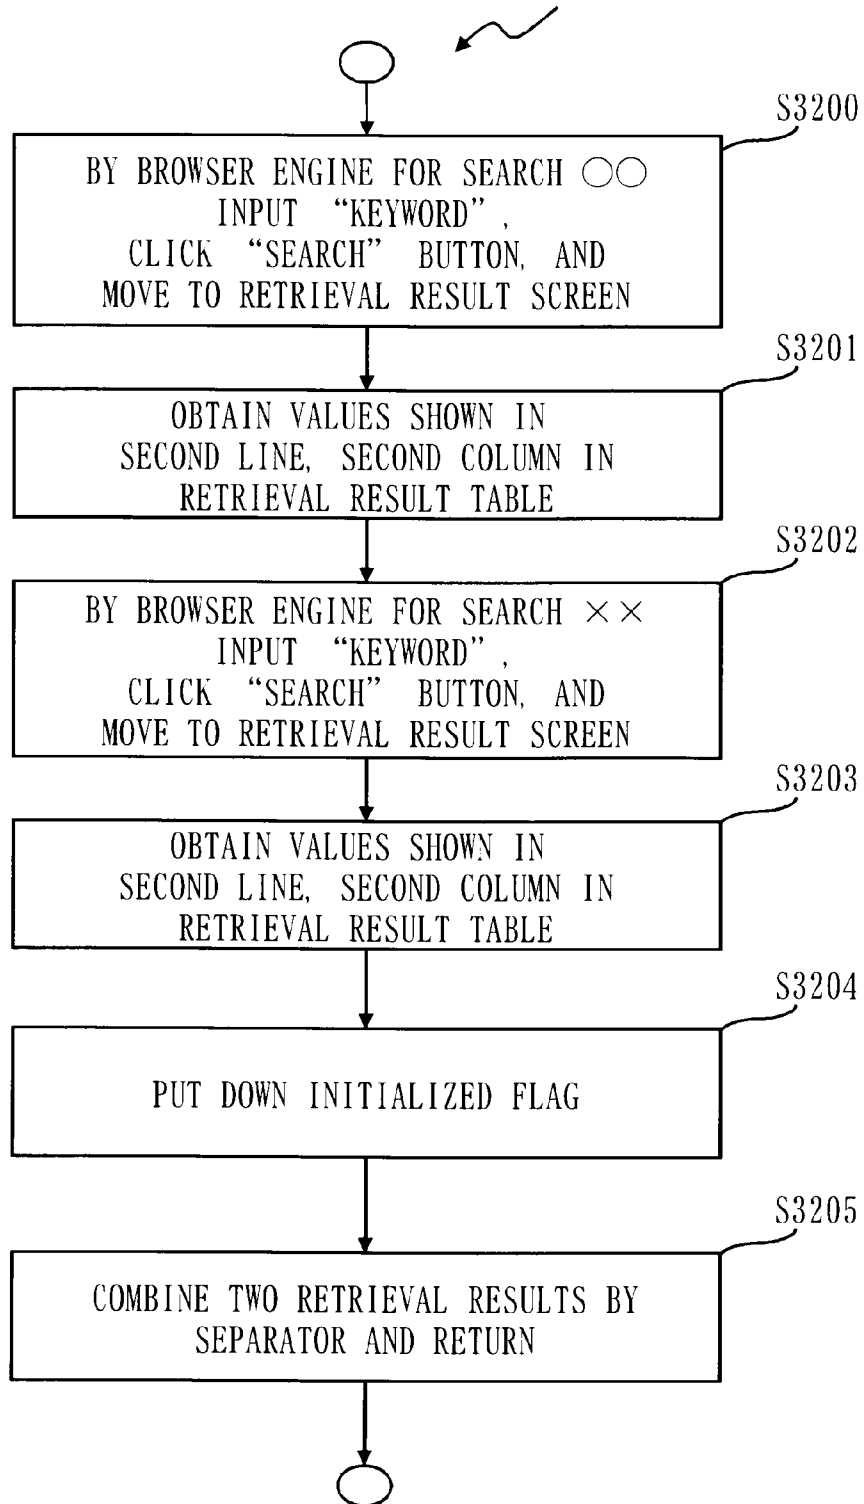 S3200
BY BROWSER ENGINE FOR SEARCH ○○
INPUT “KEYWORD”,
CLICK “SEARCH” BUTTON, AND
MOVE TO RETRIEVAL RESULT SCREEN
S3201
OBTAIN VALUES SHOWN IN
SECOND LINE, SECOND COLUMN IN
RETRIEVAL RESULT TABLE
S3202
BY BROWSER ENGINE FOR SEARCH ××
INPUT “KEYWORD”,
CLICK “SEARCH” BUTTON, AND
MOVE TO RETRIEVAL RESULT SCREEN
S3203
OBTAIN VALUES SHOWN IN
SECOND LINE, SECOND COLUMN IN
RETRIEVAL RESULT TABLE
S3204
PUT DOWN INITIALIZED FLAG
S3205
COMBINE TWO RETRIEVAL RESULTS BY
SEPARATOR AND RETURN